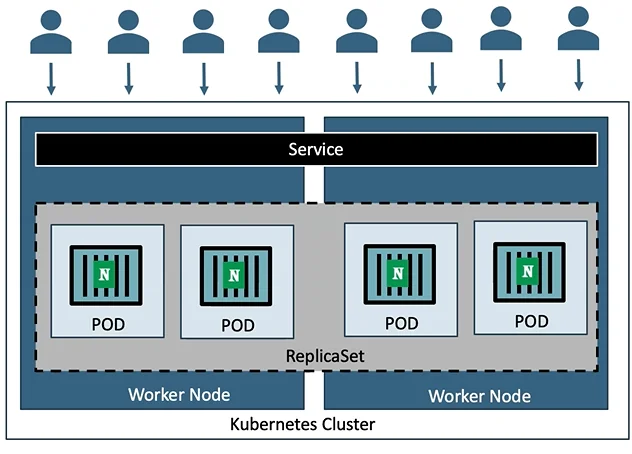 Service
N
N
N
N
POD
POD
POD
POD
ReplicaSet
Worker Node
Worker Node
Kubernetes Cluster